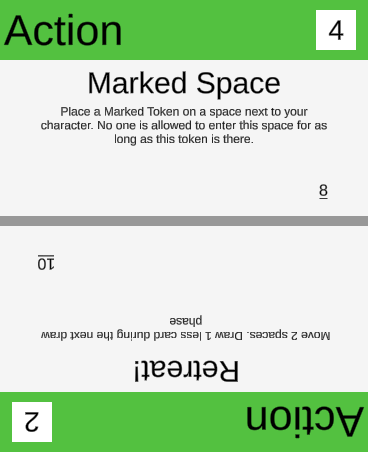 Action
4
Marked Space
Place a Marked Token on a space next to your
character. No one is allowed to enter this space for as
long as this token is there.
8
Action
2
Retreat!
Move 2 spaces. Draw 1 less card during the next draw
phase
10